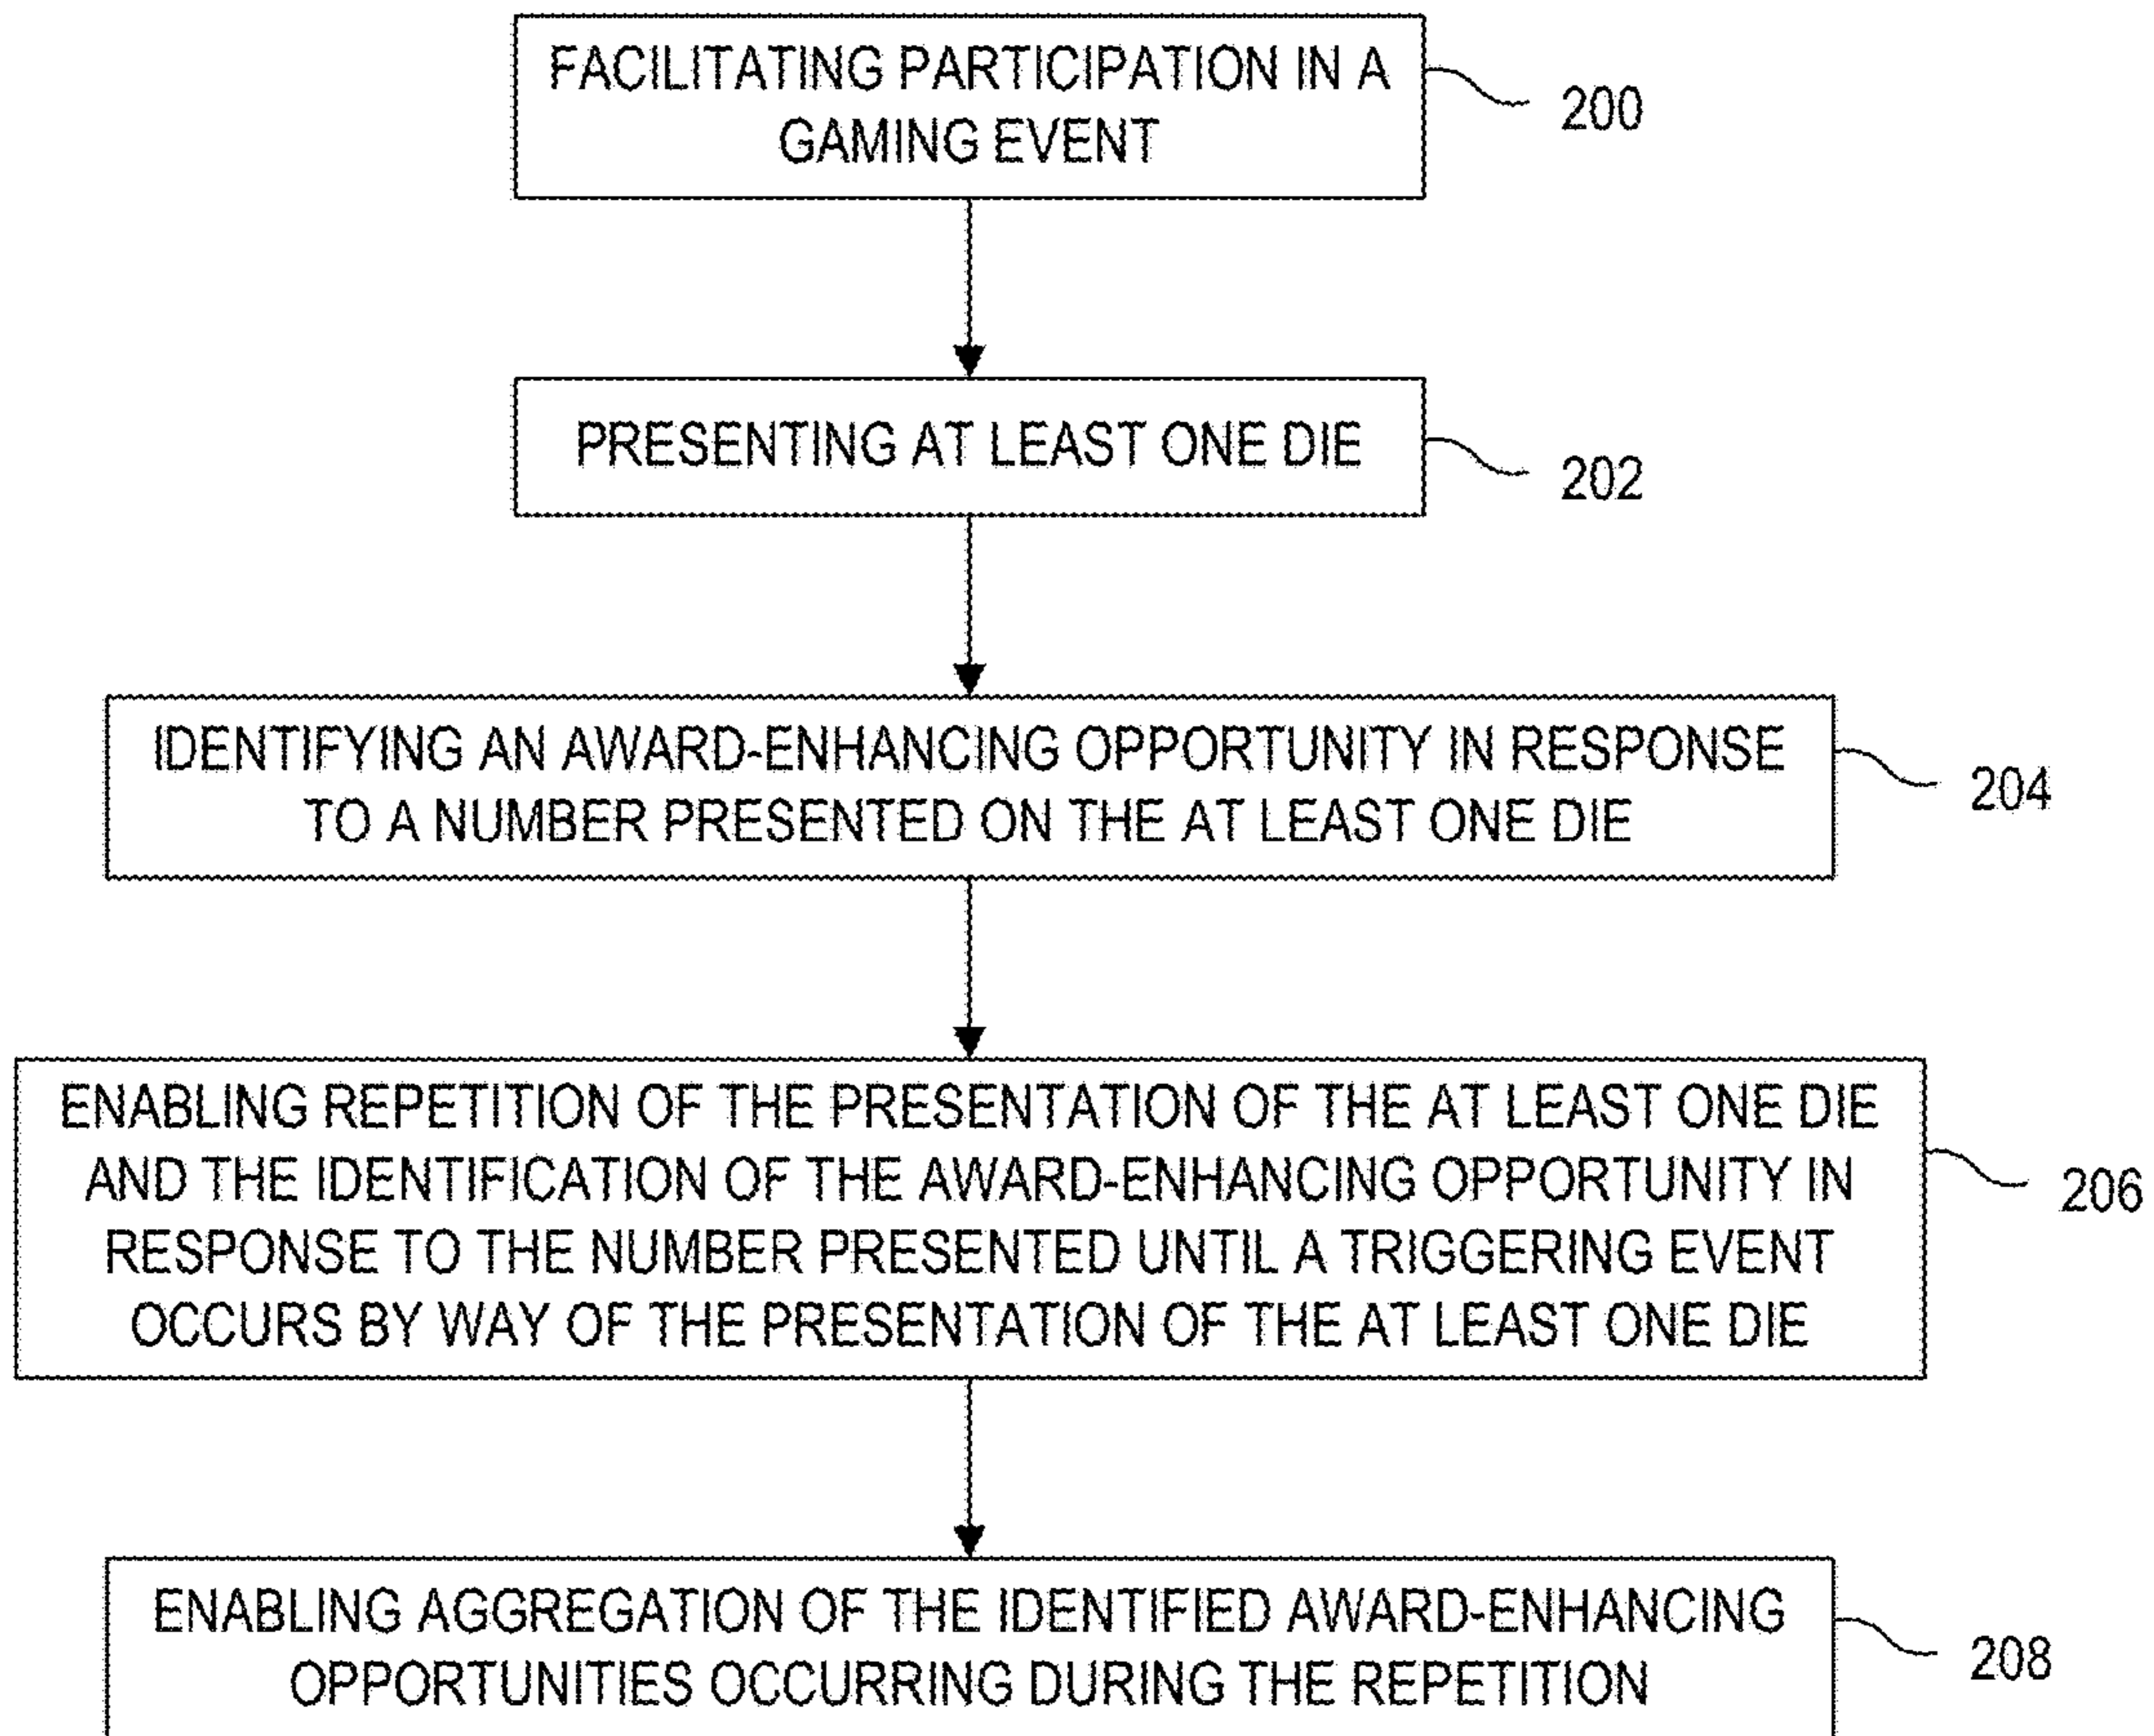 FACILITATING PARTICIPATION IN A
GAMING EVENT
200
PRESENTING AT LEAST ONE DIE
202
IDENTIFYING AN AWARD-ENHANCING OPPORTUNITY IN RESPONSE
TO A NUMBER PRESENTED ON THE AT LEAST ONE DIE
204
ENABLING REPETITION OF THE PRESENTATION OF THE AT LEAST ONE DIE
AND THE IDENTIFICATION OF THE AWARD-ENHANCING OPPORTUNITY IN
RESPONSE TO THE NUMBER PRESENTED UNTIL A TRIGGERING EVENT
OCCURS BY WAY OF THE PRESENTATION OF THE AT LEAST ONE DIE
206
ENABLING AGGREGATION OF THE IDENTIFIED AWARD-ENHANCING
OPPORTUNITIES OCCURRING DURING THE REPETITION
208